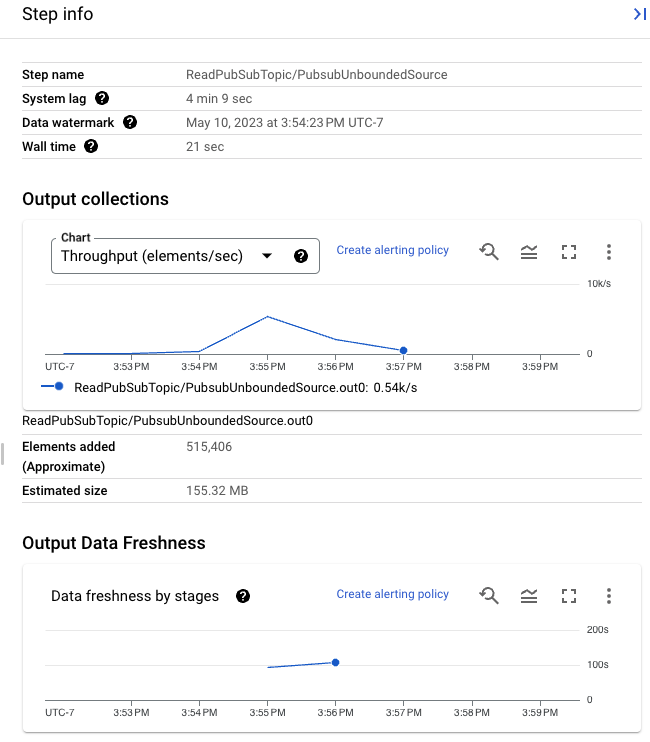 Step info
Step name ReadPubSubTopic/PubsubUnboundedSource
System lag ? 4 min 9 sec
Data watermark ? May 10, 2023 at 3:54:23 PM UTC-7
Wall time ? 21 sec
Output collections
Chart
Throughput (elements/sec) ? Create alerting policy
10k/s
0
UTC-7 3:53 PM 3:54 PM 3:55 PM 3:56 PM 3:57 PM 3:58 PM 3:59 PM
ReadPubSubTopic/PubsubUnboundedSource.out0: 0.54k/s
ReadPubSubTopic/PubsubUnboundedSource.out0
Elements added 515,406
(Approximate)
Estimated size 155.32 MB
Output Data Freshness
Data freshness by stages ? Create alerting policy
200s
100s
0
UTC-7 3:53 PM 3:54 PM 3:55 PM 3:56 PM 3:57 PM 3:58 PM 3:59 PM